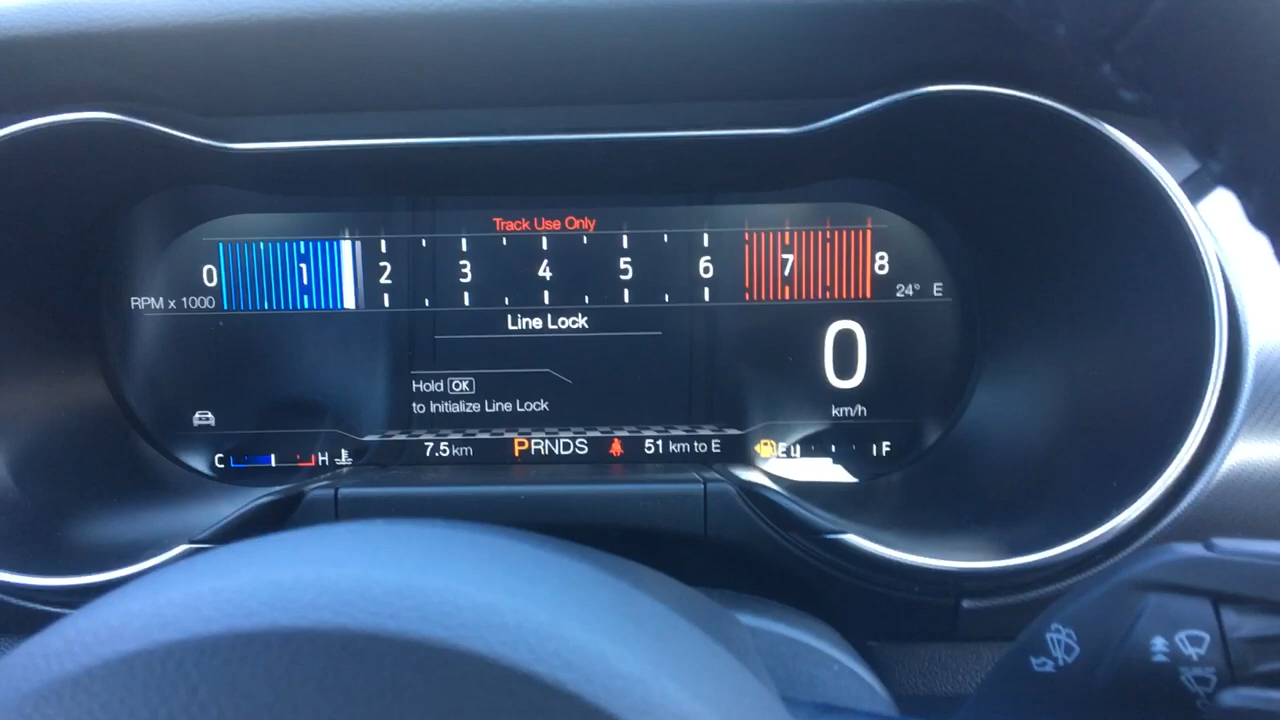 Track Use Only
0 1 2 3 4 5 6 7 8
RPM x 1000
24° E
Line Lock
0
km/h
Hold OK
to Initialize Line Lock
7.5 km PRNDS 51 km to E
C H
E F